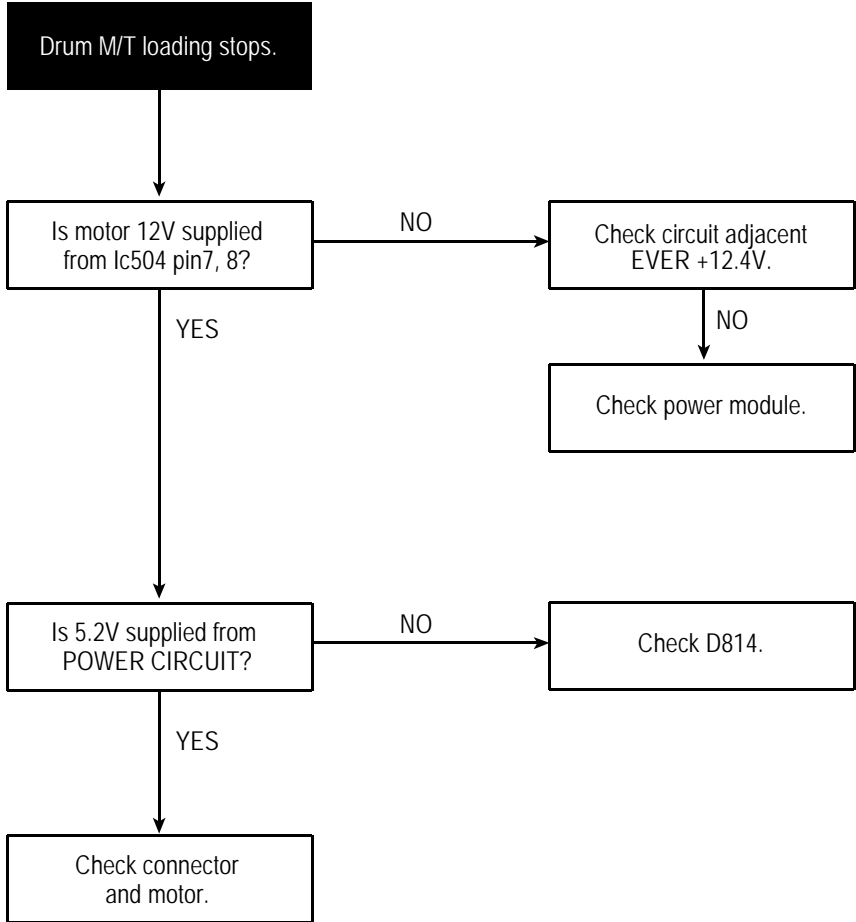 Drum M/T loading stops.
Is motor 12V supplied
from Ic504 pin7, 8?
NO
Check circuit adjacent
EVER +12.4V.
YES
NO
Check power module.
Is 5.2V supplied from
POWER CIRCUIT?
NO
Check D814.
YES
Check connector
and motor.